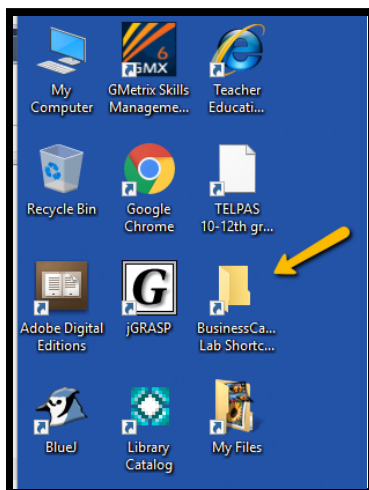 6
GMX
My
Computer
GMetrix Skills
Manageme...
Teacher
Educati...
Recycle Bin
Google
Chrome
TELPAS
10-12th gr...
Adobe Digital
Editions
G
jGRASP
BusinessCa...
Lab Shortc...
BlueJ
Library
Catalog
My Files